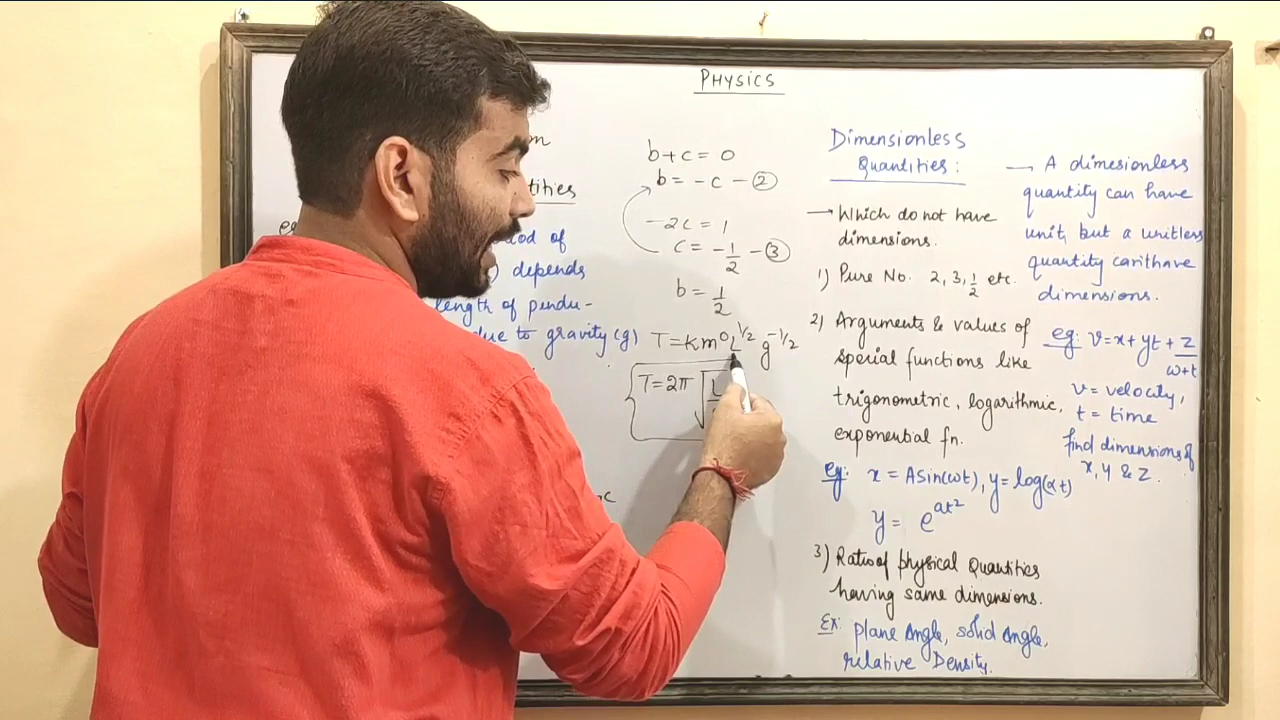 PHYSICS
tities
of
depends
length of pendu-
due to gravity (g)
b + c = 0
b = -c - ②
-2c = 1
c = -1/2 - ③
b = 1/2
T = Km⁰L^1/2 g^-1/2
T = 2π √L
Dimensionless
Quantities :
→ Which do not have
dimensions.
1) Pure No. 2, 3, 1/2 etc.
2) Arguments & values of
special functions like
trigonometric, logarithmic,
exponential fn.
eg: x = Asin(ωt), y = log(αt)
y = e^at²
3) Ratio of physical Quantities
having same dimensions.
Ex: plane Angle, solid Angle,
relative Density.
→ A dimesionless
quantity can have
unit, but a unitless
quantity can't have
dimensions.
eg: v = x + yt + z/ω+t
v = velocity,
t = time
find dimensions of
x, y & z.